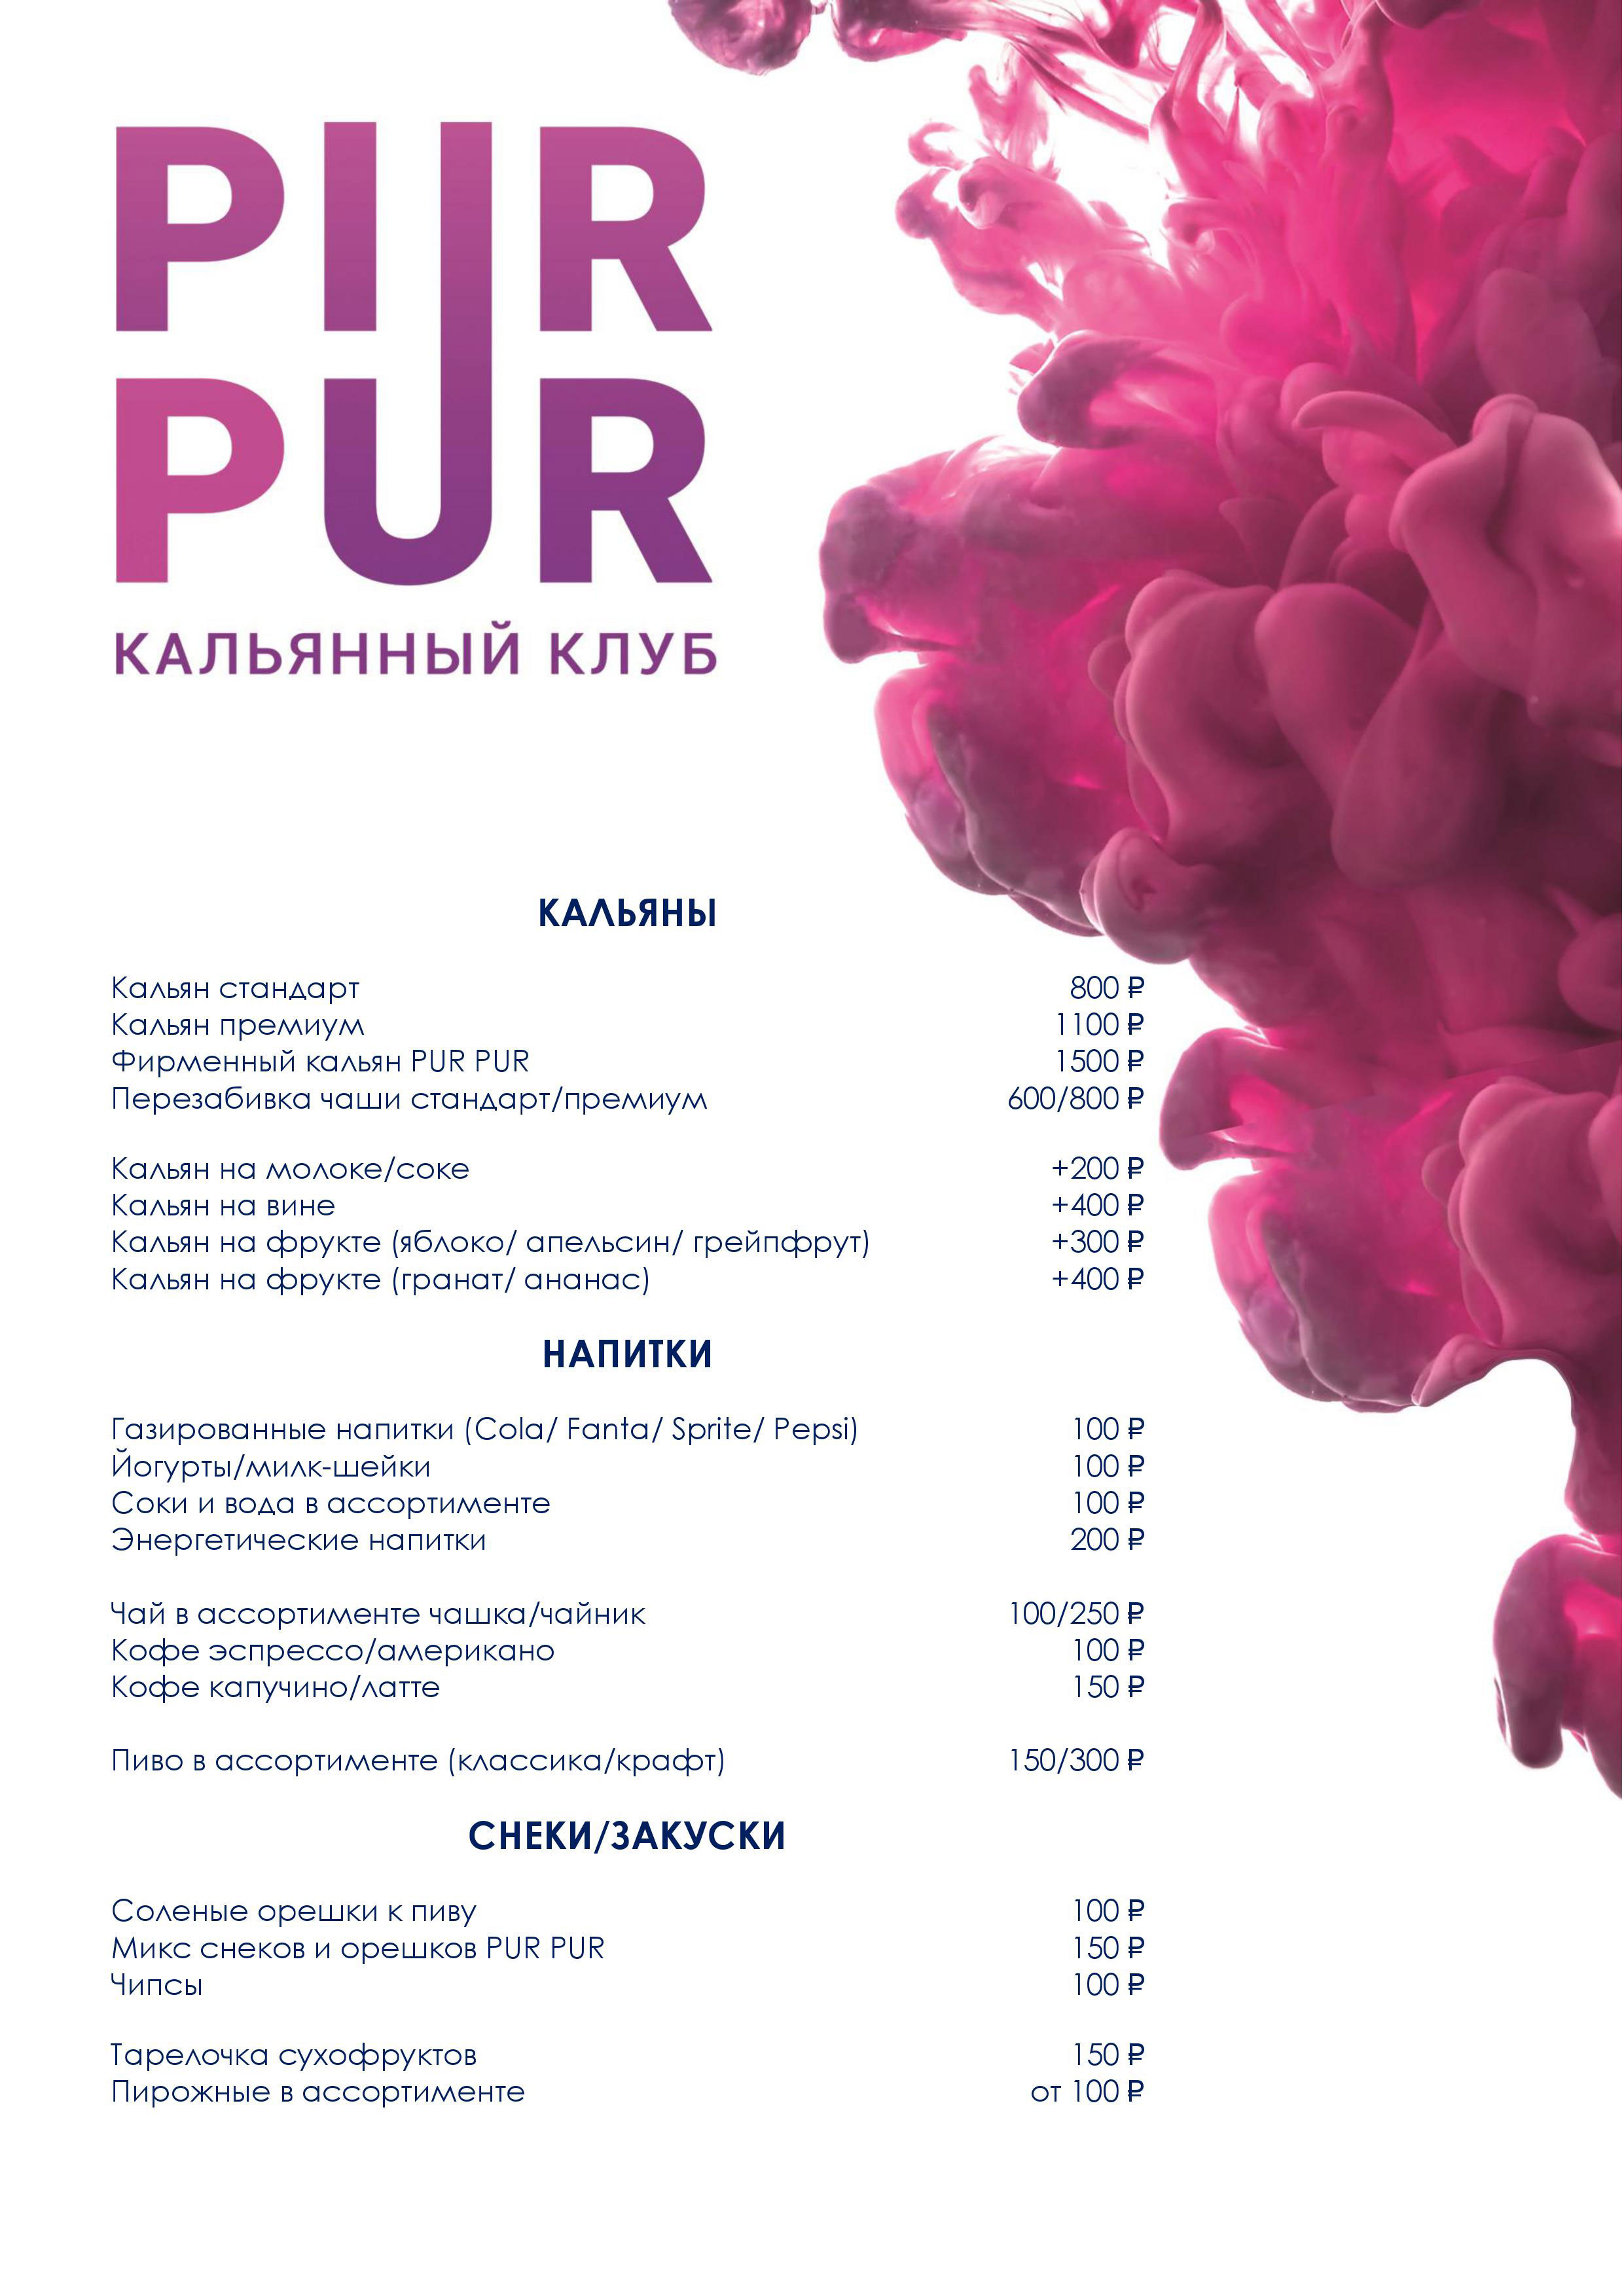 PUR
PUR
КАЛЬЯННЫЙ КЛУБ
КАЛЬЯНЫ
Кальян стандарт 800 ₽
Кальян премиум 1100 ₽
Фирменный кальян PUR PUR 1500 ₽
Перезабивка чаши стандарт/премиум 600/800 ₽
Кальян на молоке/соке +200 ₽
Кальян на вине +400 ₽
Кальян на фрукте (яблоко/ апельсин/ грейпфрут) +300 ₽
Кальян на фрукте (гранат/ ананас) +400 ₽
НАПИТКИ
Газированные напитки (Cola/ Fanta/ Sprite/ Pepsi) 100 ₽
Йогурты/милк-шейки 100 ₽
Соки и вода в ассортименте 100 ₽
Энергетические напитки 200 ₽
Чай в ассортименте чашка/чайник 100/250 ₽
Кофе эспрессо/американо 100 ₽
Кофе капучино/латте 150 ₽
Пиво в ассортименте (классика/крафт) 150/300 ₽
СНЕКИ/ЗАКУСКИ
Соленые орешки к пиву 100 ₽
Микс снеков и орешков PUR PUR 150 ₽
Чипсы 100 ₽
Тарелочка сухофруктов 150 ₽
Пирожные в ассортименте от 100 ₽